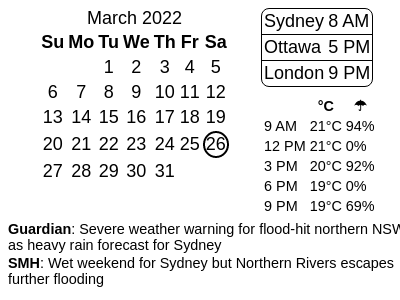 March 2022
Su Mo Tu We Th Fr Sa
1 2 3 4 5
6 7 8 9 10 11 12
13 14 15 16 17 18 19
20 21 22 23 24 25 26
27 28 29 30 31
Sydney 8 AM
Ottawa 5 PM
London 9 PM
°C ☂
9 AM 21°C 94%
12 PM 21°C 0%
3 PM 20°C 92%
6 PM 19°C 0%
9 PM 19°C 69%
Guardian: Severe weather warning for flood-hit northern NSW
as heavy rain forecast for Sydney
SMH: Wet weekend for Sydney but Northern Rivers escapes
further flooding